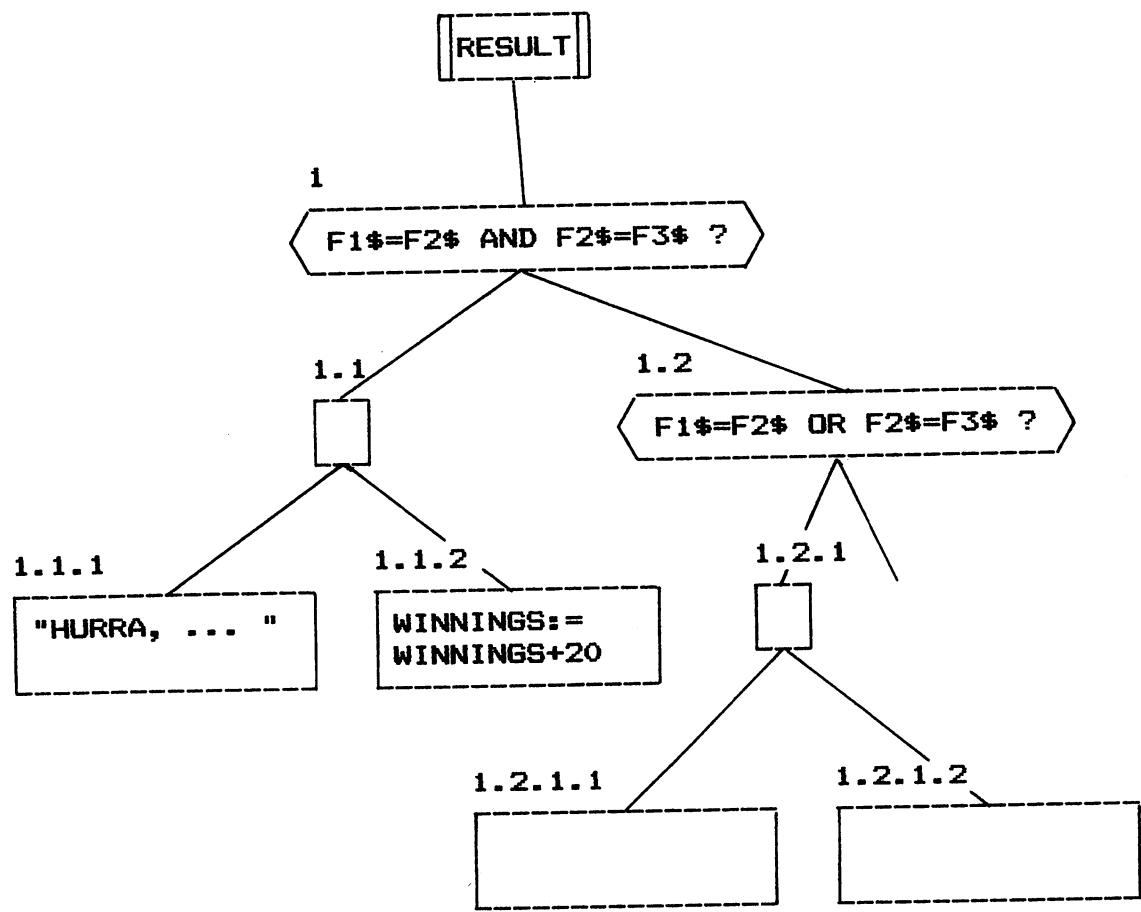 RESULT
1
F1$=F2$ AND F2$=F3$ ?
1.1
1.2
F1$=F2$ OR F2$=F3$ ?
1.1.1
"HURRA, ... "
1.1.2
WINNINGS:=
WINNINGS+20
1.2.1
1.2.1.1
1.2.1.2